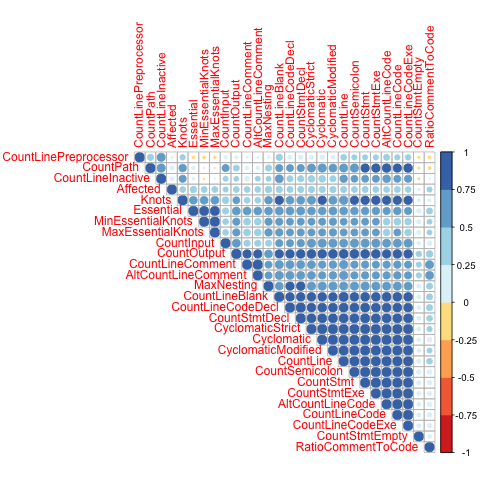 CountLinePreprocessor
CountPath
CountLineInactive
Affected
Knots
Essential
MinEssentialKnots
MaxEssentialKnots
CountInput
CountOutput
CountLineComment
AltCountLineComment
MaxNesting
CountLineBlank
CountLineCodeDecl
CountStmtDecl
CyclomaticStrict
Cyclomatic
CyclomaticModified
CountLine
CountSemicolon
CountStmt
CountStmtExe
AltCountLineCode
CountLineCode
CountLineCodeExe
CountStmtEmpty
RatioCommentToCode
CountLinePreprocessor
CountPath
CountLineInactive
Affected
Knots
Essential
MinEssentialKnots
MaxEssentialKnots
CountInput
CountOutput
CountLineComment
AltCountLineComment
MaxNesting
CountLineBlank
CountLineCodeDecl
CountStmtDecl
CyclomaticStrict
Cyclomatic
CyclomaticModified
CountLine
CountSemicolon
CountStmt
CountStmtExe
AltCountLineCode
CountLineCode
CountLineCodeExe
CountStmtEmpty
RatioCommentToCode
1
0.75
0.5
0.25
0
-0.25
-0.5
-0.75
-1